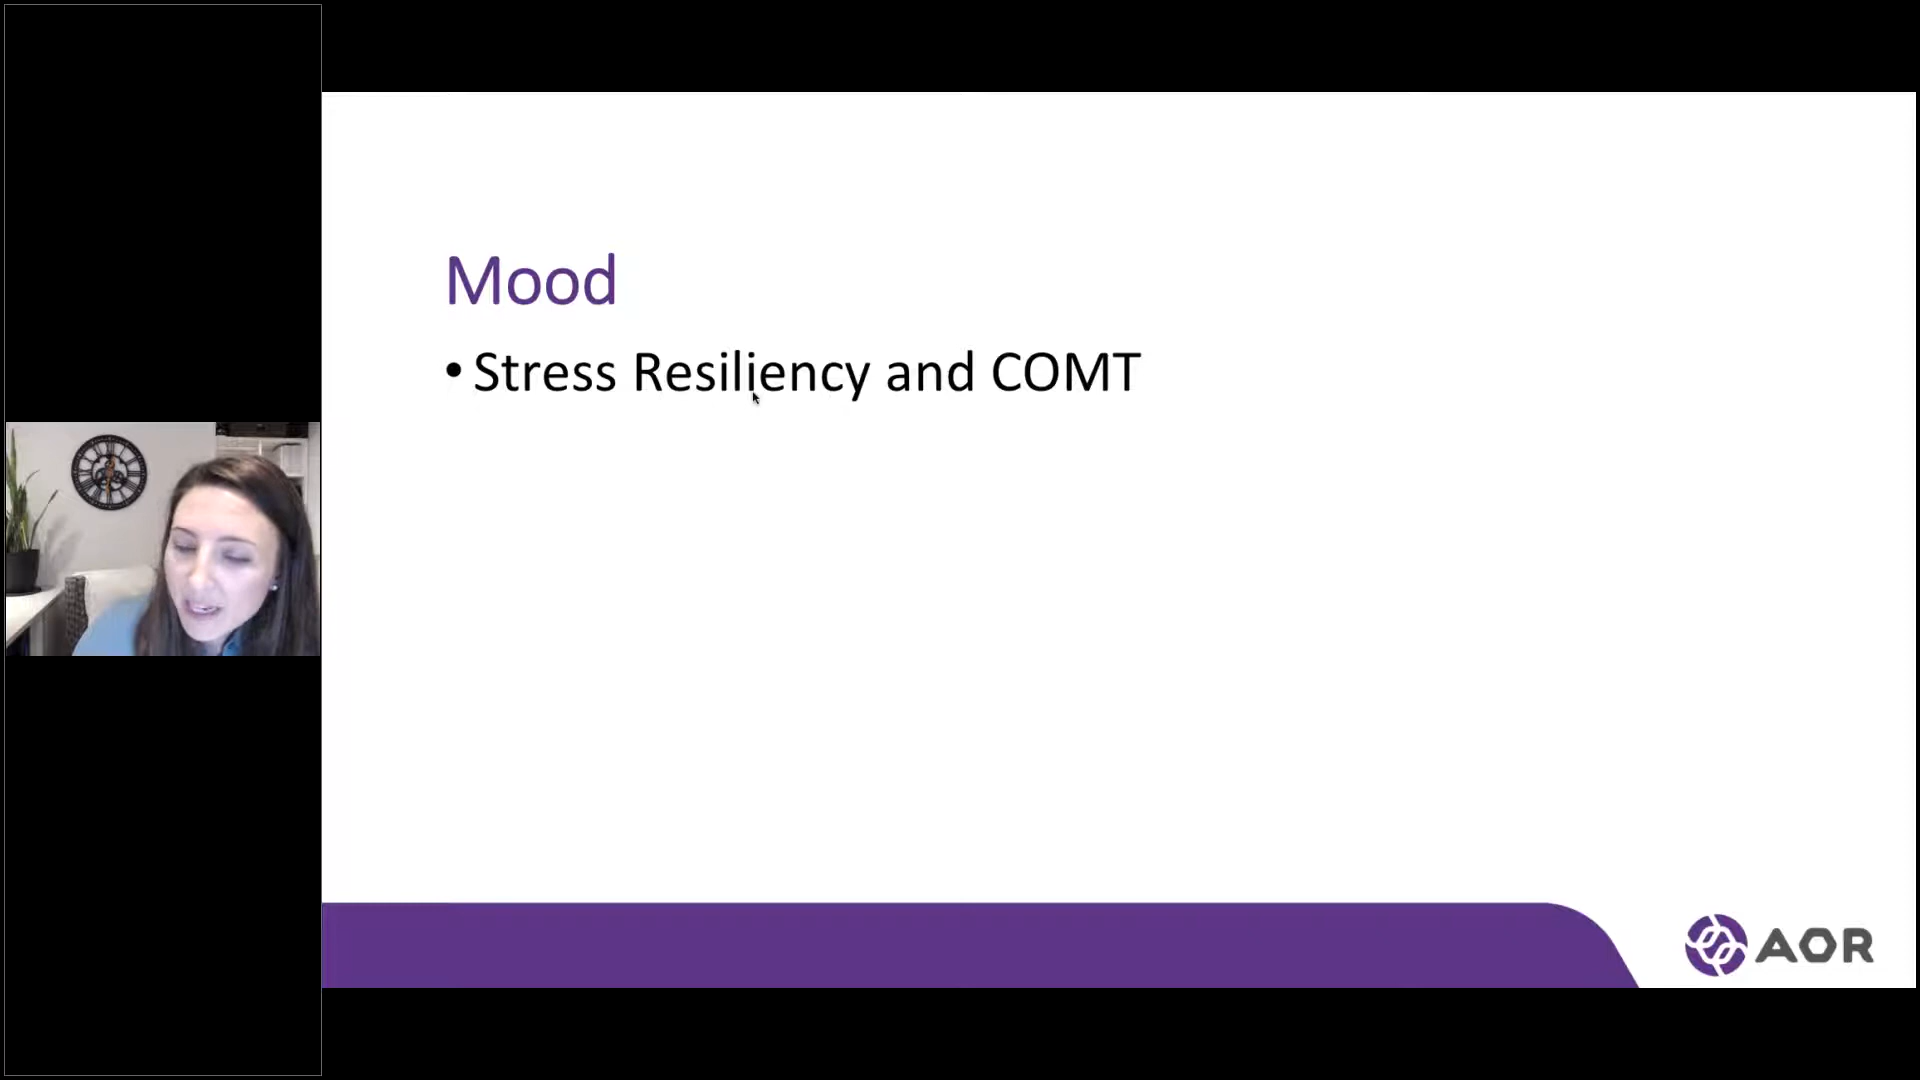 Mood
• Stress Resiliency and COMT
AOR